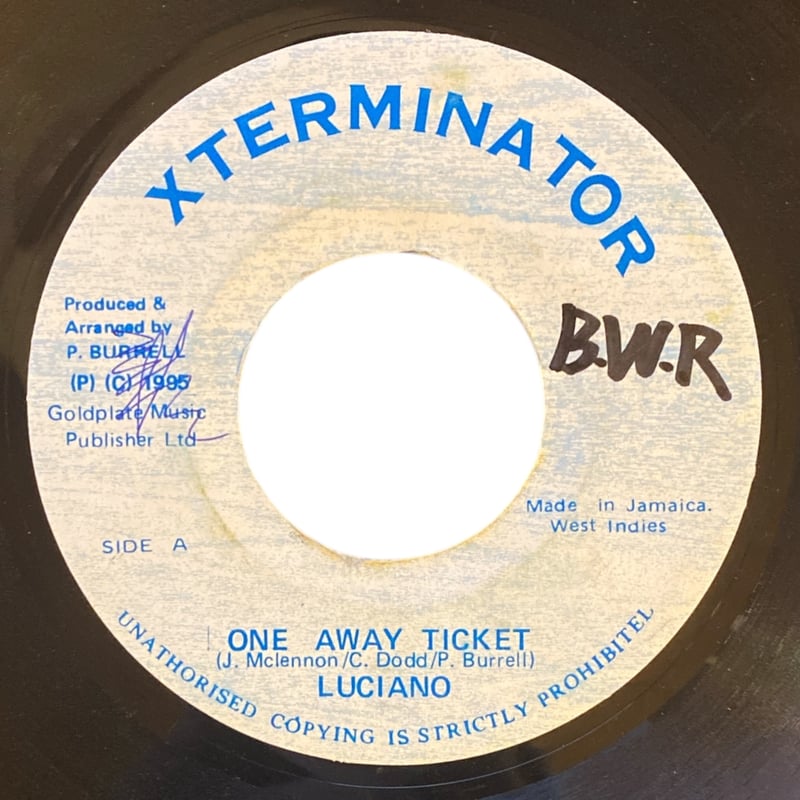 XTERMINATOR
Produced &
Arranged by
P. BURRELL
(P) (C) 1995
Goldplate Music
Publisher Ltd
B.W.R
Made in Jamaica.
West Indies
SIDE A
ONE AWAY TICKET
(J. Mclennon/C. Dodd/P. Burrell)
LUCIANO
UNATHORISED COPYING IS STRICTLY PROHIBITEL